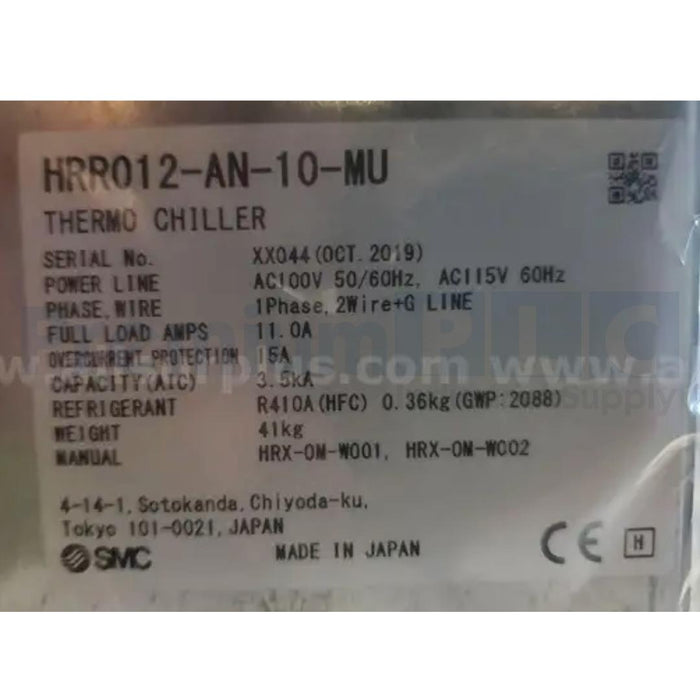 HRR012-AN-10-MU
THERMO CHILLER
SERIAL No. XX044(OCT.2019)
POWER LINE AC100V 50/60Hz, AC115V 60Hz
PHASE,WIRE 1Phase,2Wire+G LINE
FULL LOAD AMPS 11.0A
OVERCURRENT PROTECTION 15A
CAPACITY(AIC) 3.5kA
REFRIGERANT R410A(HFC) 0.36kg(GWP:2088)
WEIGHT 41kg
MANUAL HRX-OM-W001, HRX-OM-W002
4-14-1, Sotokanda, Chiyoda-ku,
Tokyo 101-0021, JAPAN
SMC MADE IN JAPAN CE H